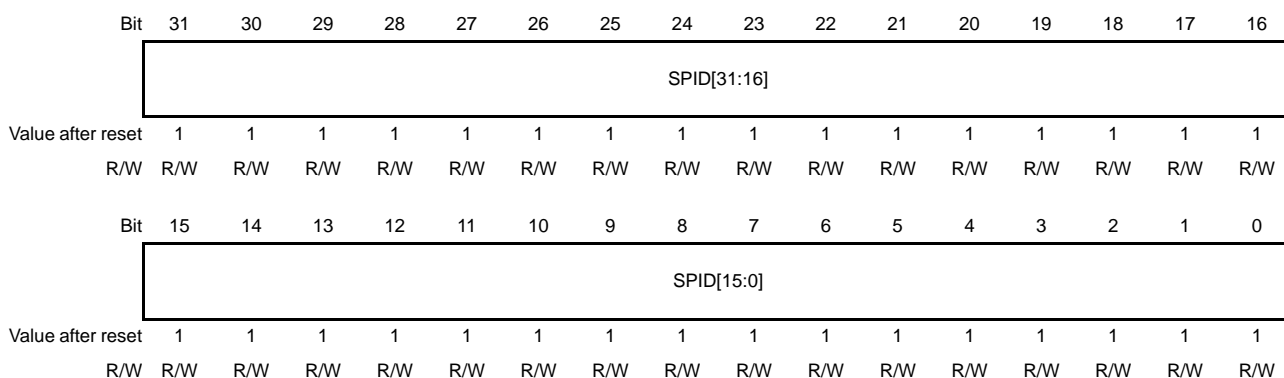 Bit 31 30 29 28 27 26 25 24 23 22 21 20 19 18 17 16
SPID[31:16]
Value after reset 1 1 1 1 1 1 1 1 1 1 1 1 1 1 1 1
R/W R/W R/W R/W R/W R/W R/W R/W R/W R/W R/W R/W R/W R/W R/W R/W R/W
Bit 15 14 13 12 11 10 9 8 7 6 5 4 3 2 1 0
SPID[15:0]
Value after reset 1 1 1 1 1 1 1 1 1 1 1 1 1 1 1 1
R/W R/W R/W R/W R/W R/W R/W R/W R/W R/W R/W R/W R/W R/W R/W R/W R/W